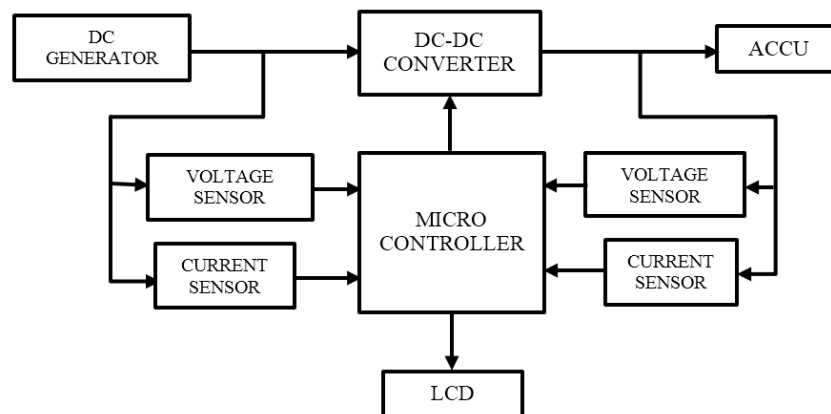 DC
GENERATOR
DC-DC
CONVERTER
ACCU
VOLTAGE
SENSOR
MICRO
CONTROLLER
VOLTAGE
SENSOR
CURRENT
SENSOR
CURRENT
SENSOR
LCD